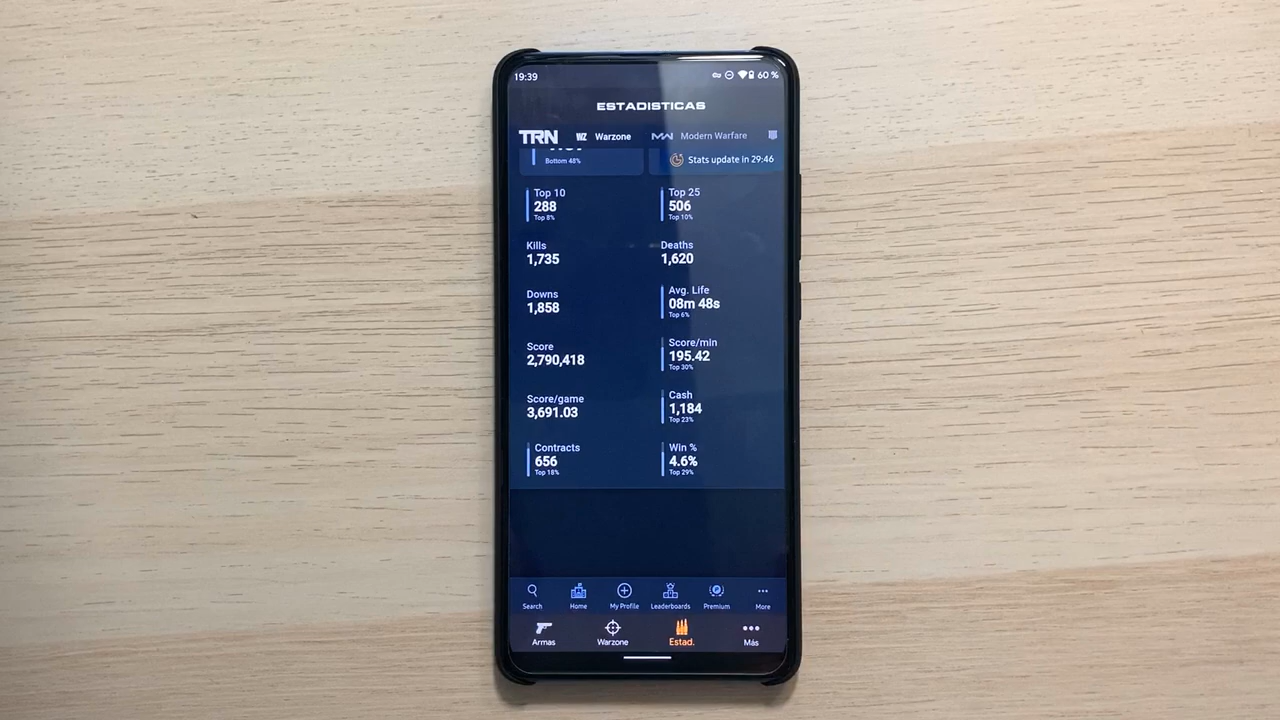 19:39 60 %
ESTADISTICAS
TRN WZ Warzone MW Modern Warfare
Bottom 48% Stats update in 29:46
Top 10 Top 25
288 506
Top 8% Top 10%
Kills Deaths
1,735 1,620
Downs Avg. Life
1,858 08m 48s
Top 6%
Score Score/min
2,790,418 195.42
Top 30%
Score/game Cash
3,691.03 1,184
Top 23%
Contracts Win %
656 4.6%
Top 18% Top 29%
Search Home My Profile Leaderboards Premium More
Armas Warzone Estad. Más